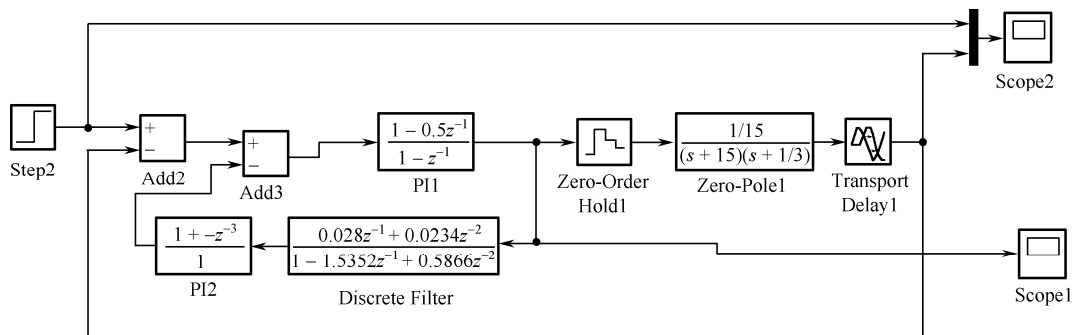 Scope2
Step2
+
−
Add2
+
−
Add3
1 − 0.5z⁻¹
1 − z⁻¹
PI1
Zero-Order
Hold1
1/15
(s + 15)(s + 1/3)
Zero-Pole1
Transport
Delay1
1 + −z⁻³
1
PI2
0.028z⁻¹ + 0.0234z⁻²
1 − 1.5352z⁻¹ + 0.5866z⁻²
Discrete Filter
Scope1